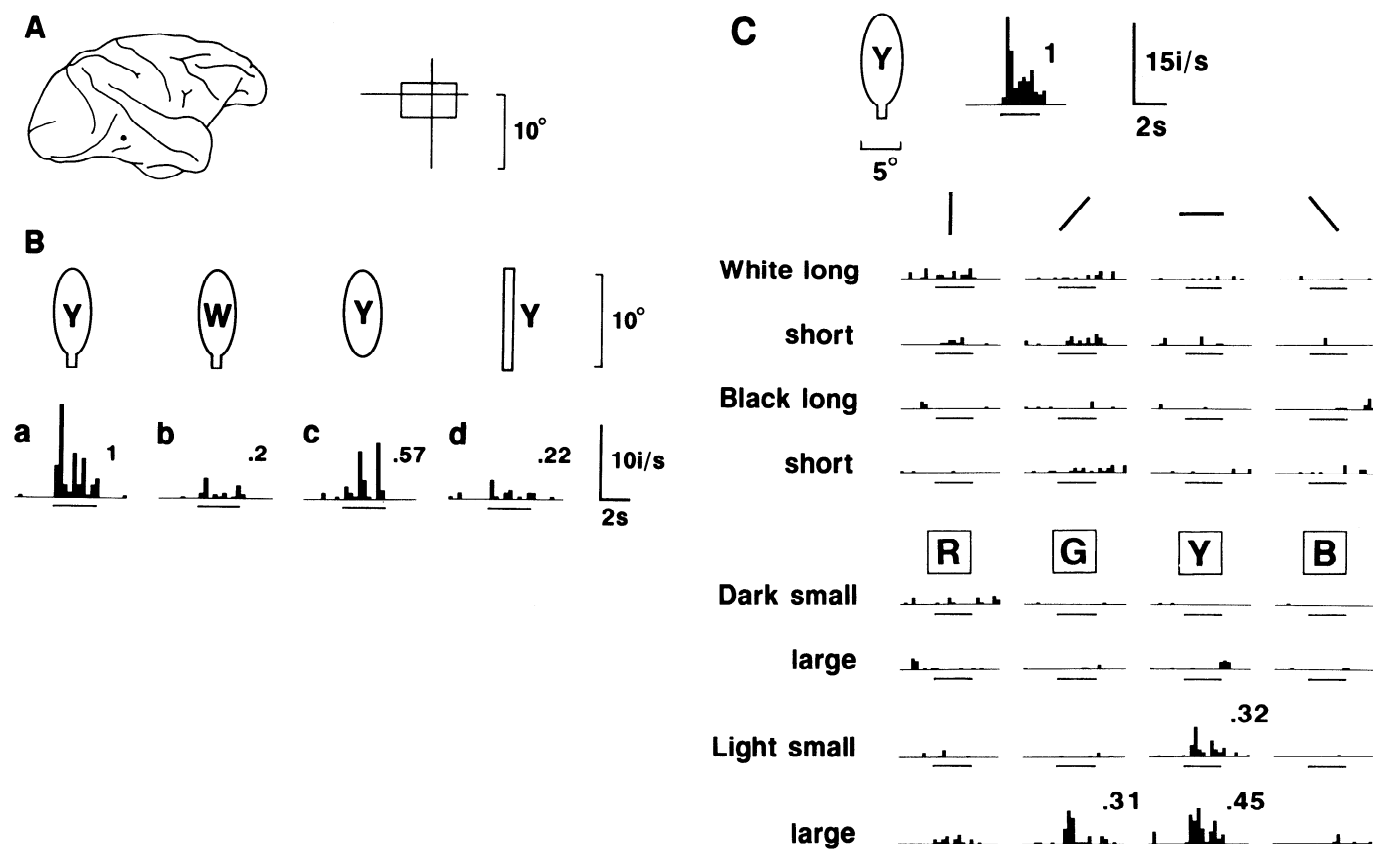 A
10°
B
Y W Y Y 10°
a 1 b .2 c .57 d .22 10i/s
2s
C
Y 1 15i/s
2s
5°
White long
short
Black long
short
R G Y B
Dark small
large
.32
Light small
.31 .45
large